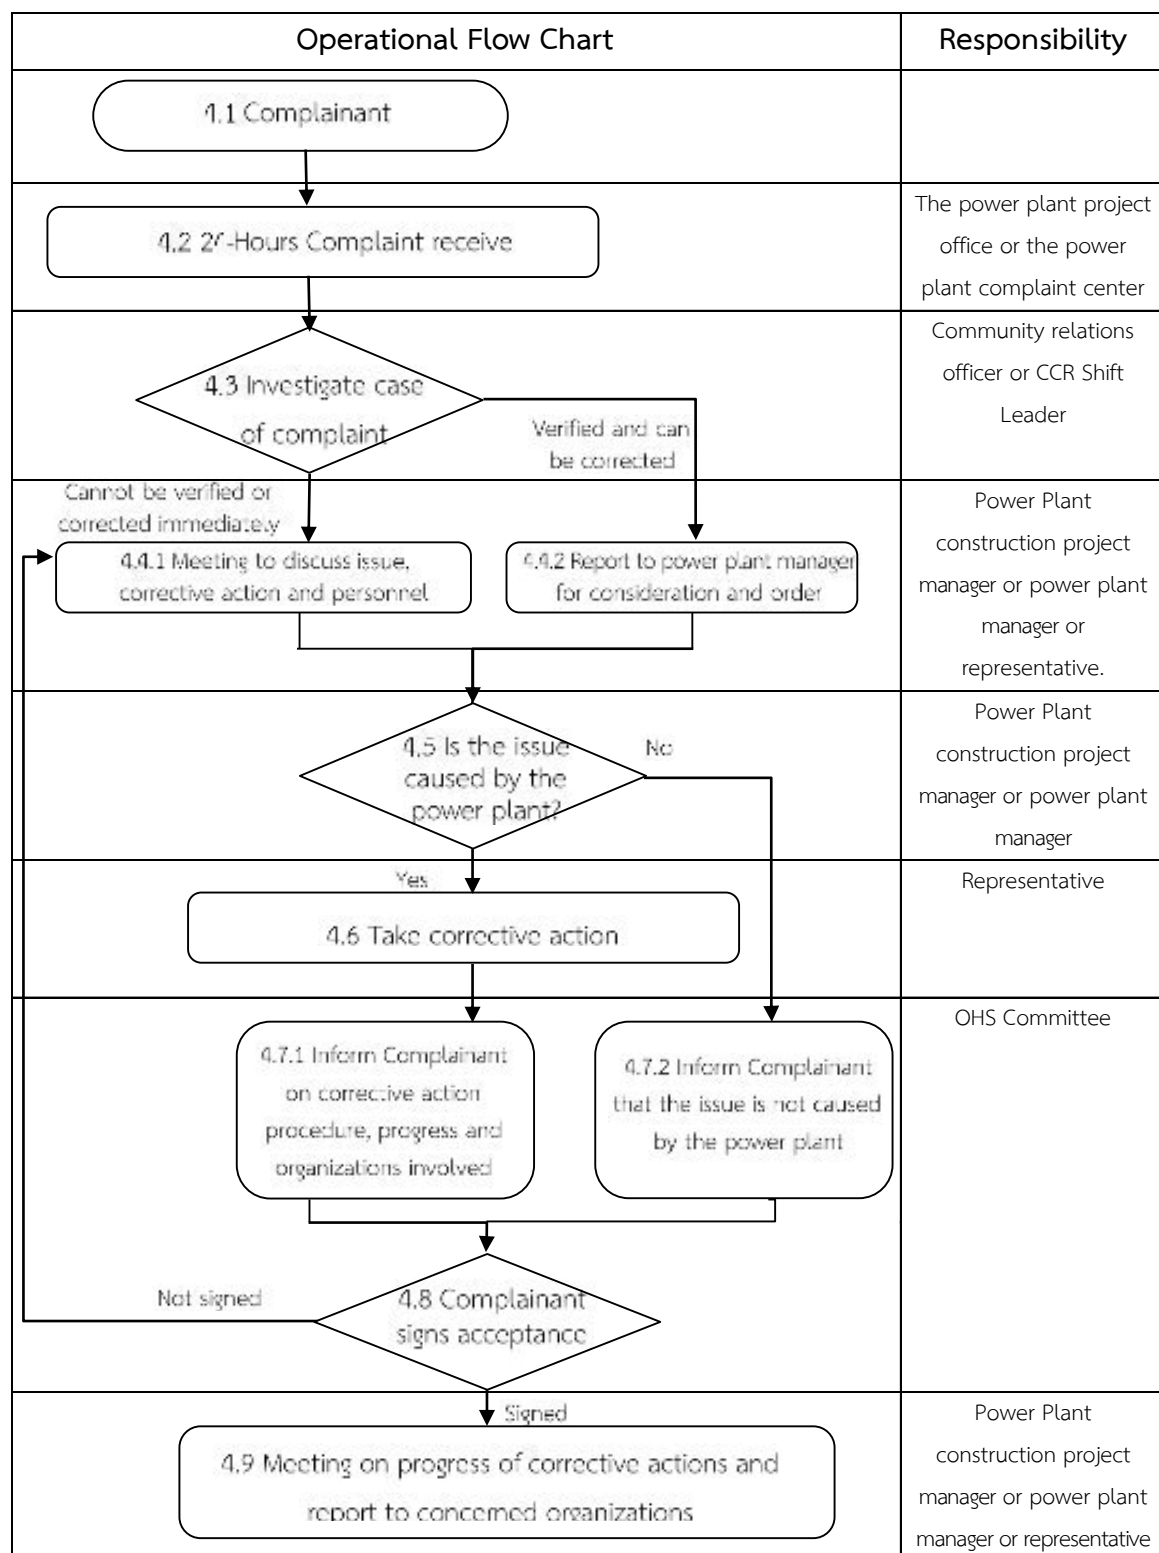 Operational Flow Chart
Responsibility
4.1 Complainant
4.2 24-Hours Complaint receive
The power plant project
office or the power
plant complaint center
4.3 Investigate case
of complaint
Verified and can
be corrected
Community relations
officer or CCR Shift
Leader
Cannot be verified or
corrected immediately
4.4.1 Meeting to discuss issue,
corrective action and personnel
4.4.2 Report to power plant manager
for consideration and order
Power Plant
construction project
manager or power plant
manager or
representative.
4.5 Is the issue
caused by the
power plant?
No
Power Plant
construction project
manager or power plant
manager
Yes
4.6 Take corrective action
Representative
4.7.1 Inform Complainant
on corrective action
procedure, progress and
organizations involved
4.7.2 Inform Complainant
that the issue is not caused
by the power plant
OHS Committee
Not signed
4.8 Complainant
signs acceptance
Signed
4.9 Meeting on progress of corrective actions and
report to concerned organizations
Power Plant
construction project
manager or power plant
manager or representative